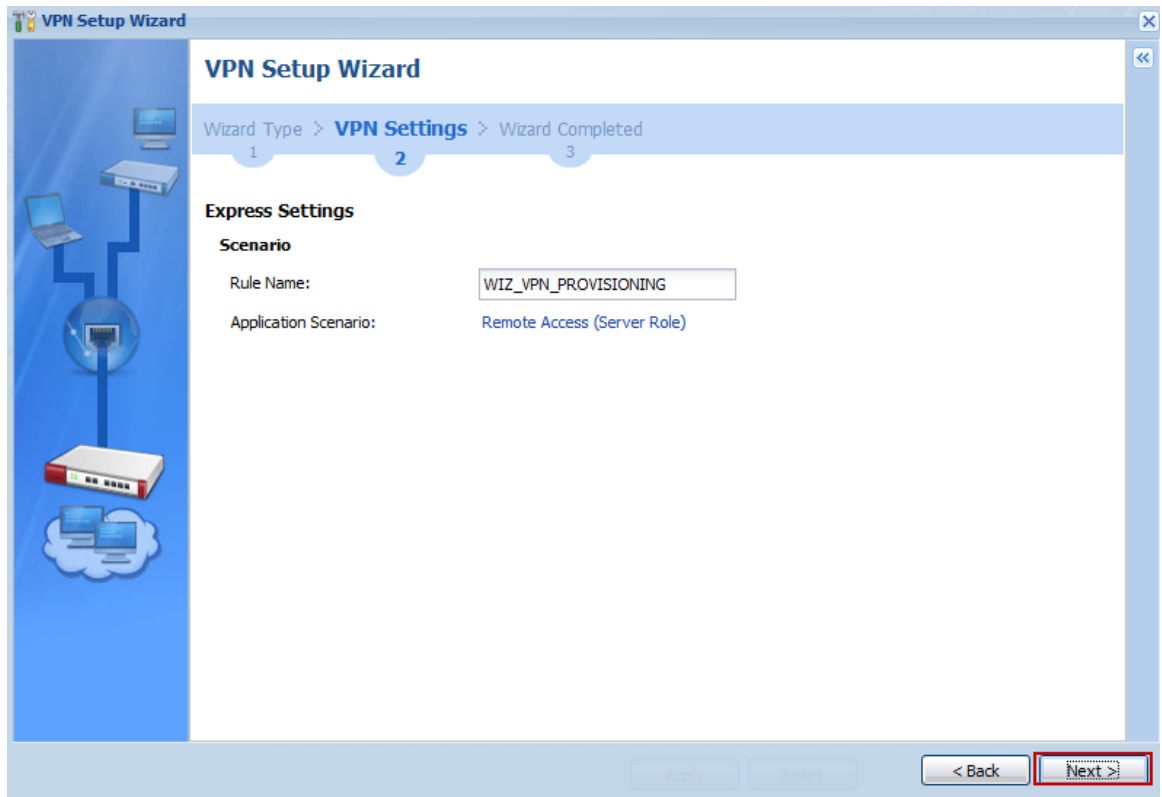 VPN Setup Wizard
VPN Setup Wizard
Wizard Type > VPN Settings > Wizard Completed
1 2 3
Express Settings
Scenario
Rule Name: WIZ_VPN_PROVISIONING
Application Scenario: Remote Access (Server Role)
Apply Reset < Back Next >